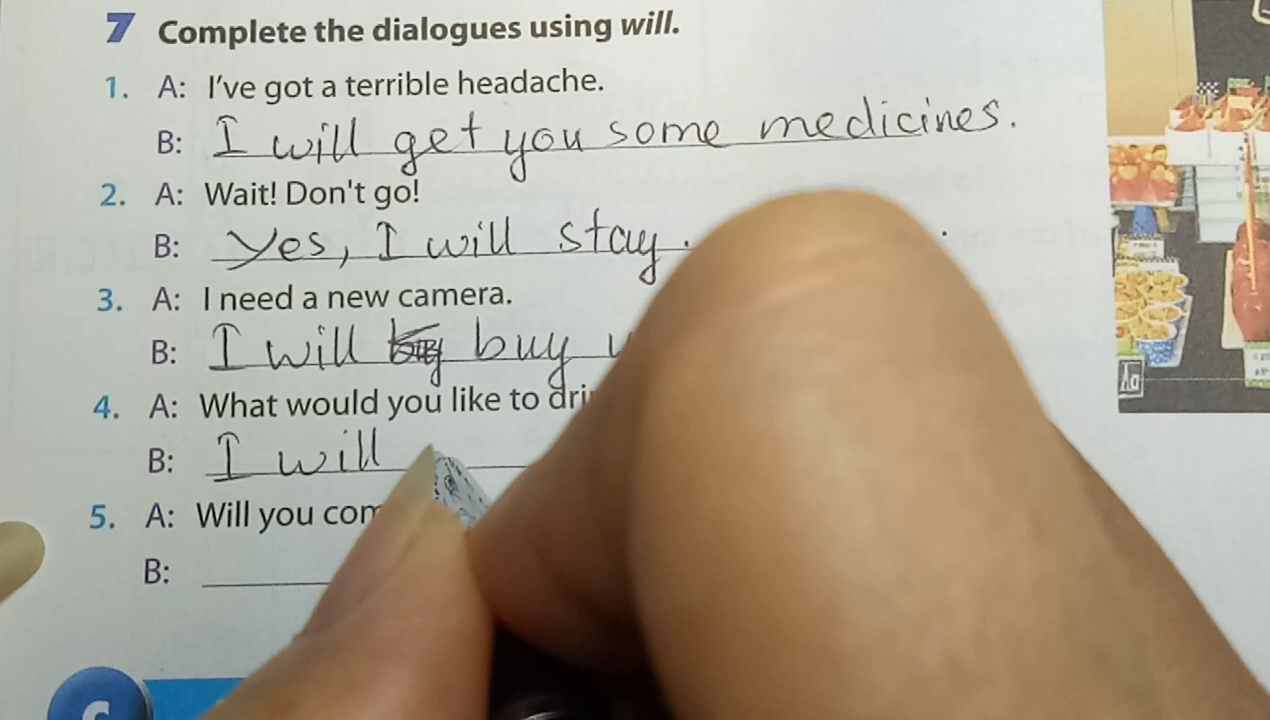 7 Complete the dialogues using will.
1. A: I've got a terrible headache.
B: I will get you some medicines.
2. A: Wait! Don't go!
B: Yes, I will stay.
3. A: I need a new camera.
B: I will buy
4. A: What would you like to
B: I will
5. A: Will you
B:
C